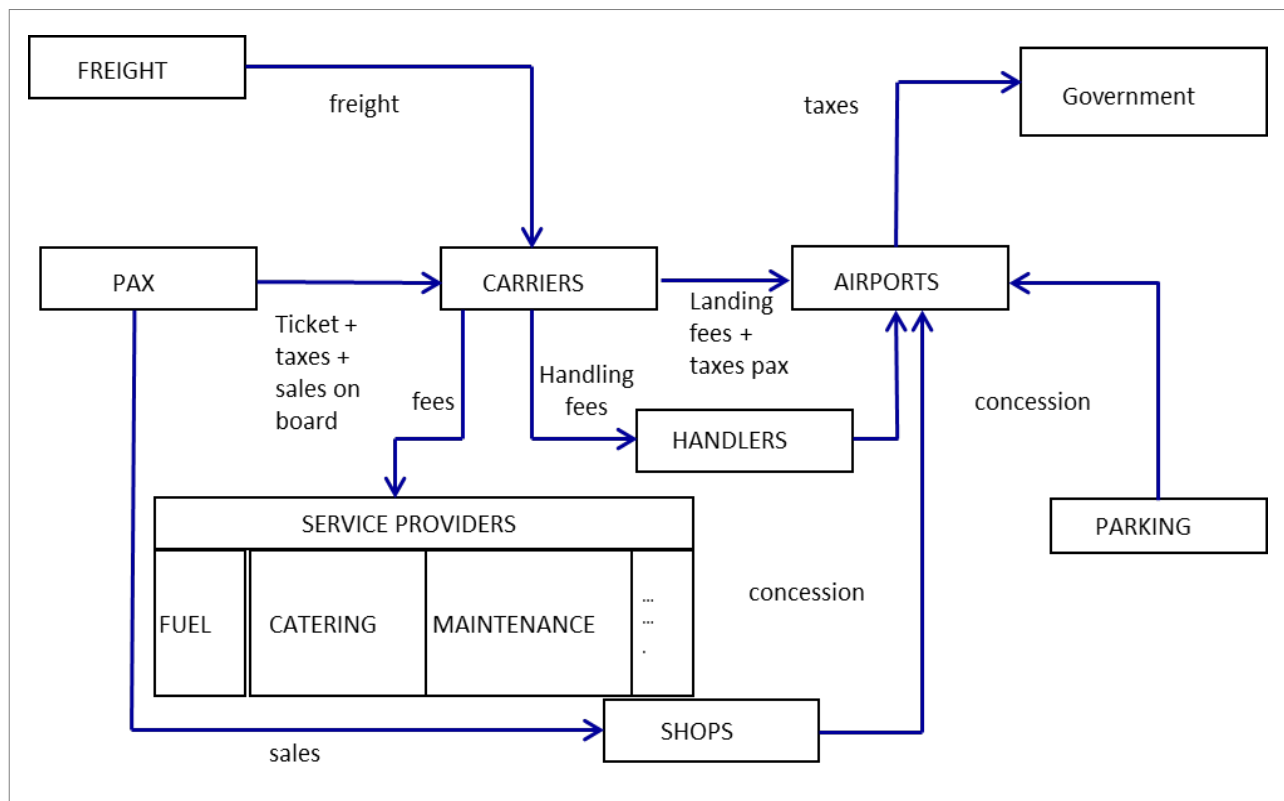 FREIGHT
freight
taxes
Government
PAX
CARRIERS
AIRPORTS
Ticket +
taxes +
sales on
board
fees
Handling
fees
Landing
fees +
taxes pax
HANDLERS
concession
SERVICE PROVIDERS
PARKING
FUEL
CATERING
MAINTENANCE
...
...
.
concession
SHOPS
sales